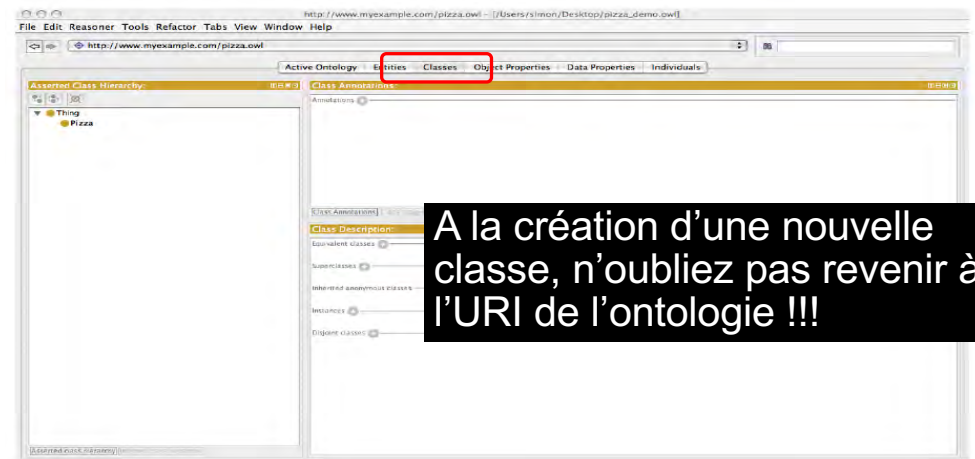 http://www.myexample.com/pizza.owl – [/Users/simon/Desktop/pizza_demo.owl]
File Edit Reasoner Tools Refactor Tabs View Window Help
http://www.myexample.com/pizza.owl
Active Ontology Entities Classes Object Properties Data Properties Individuals
Asserted Class Hierarchy:
Class Annotations:
Annotations
Thing
Pizza
Class Annotations
Class Description:
Equivalent classes
Superclasses
Inherited anonymous classes
Instances
Disjoint classes
A la création d’une nouvelle
classe, n’oubliez pas revenir à
l’URI de l’ontologie !!!
Asserted Class Hierarchy